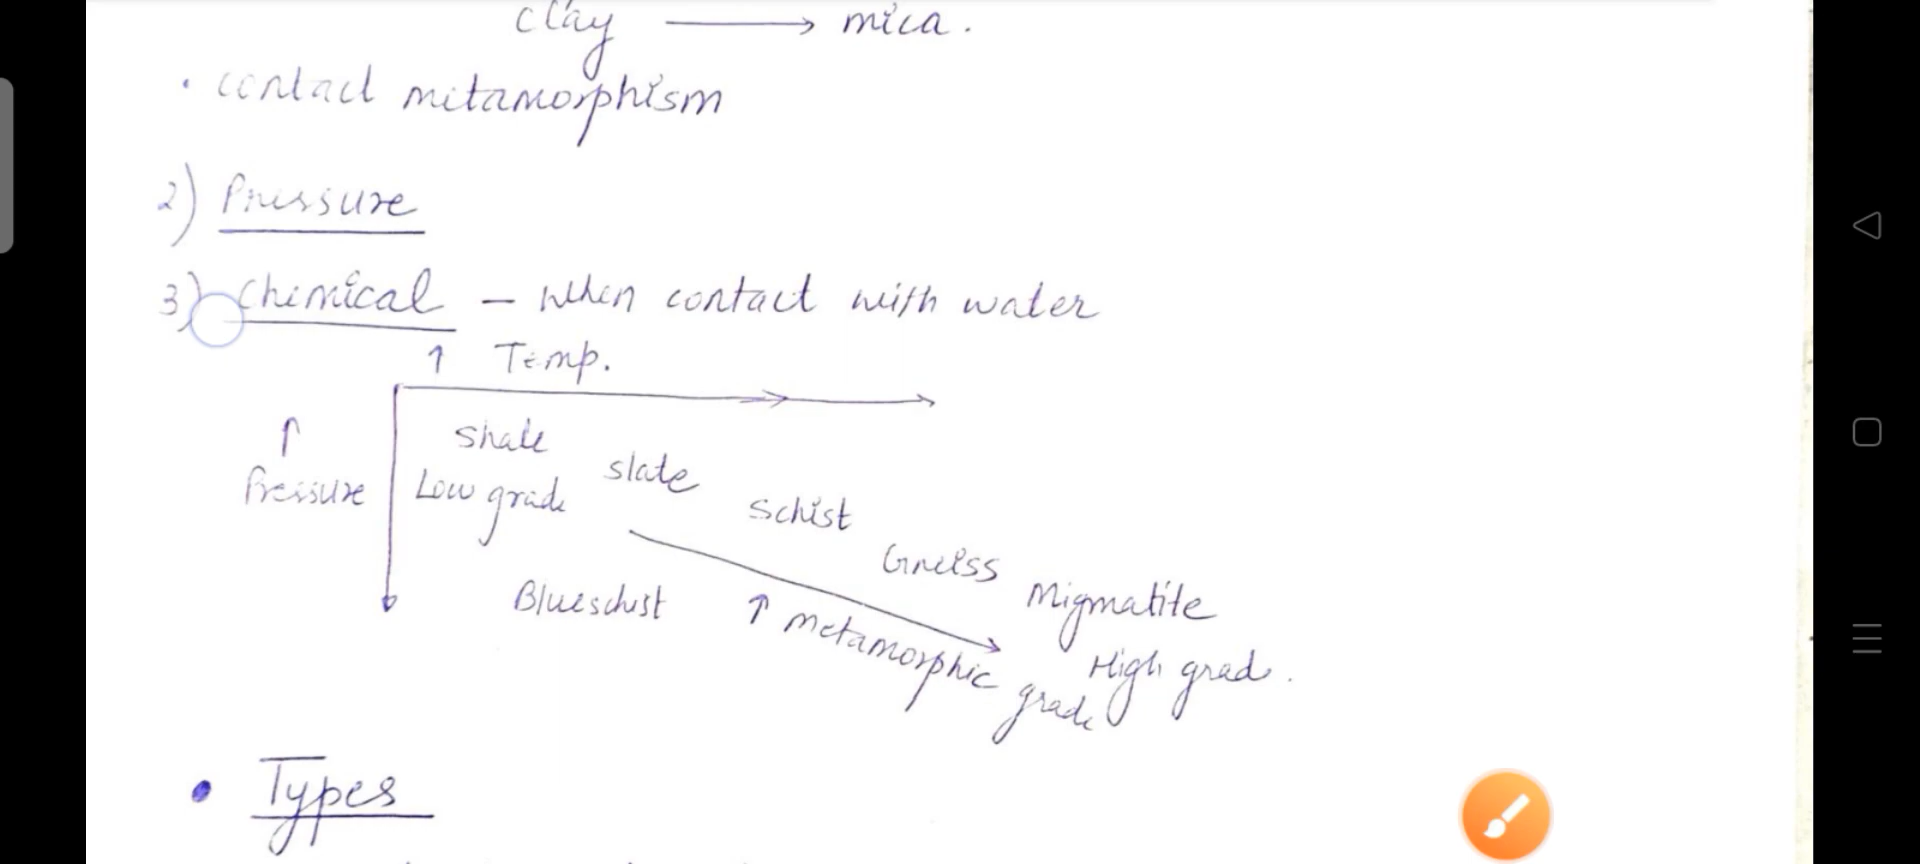 clay → mica.
• contact metamorphism
2) Pressure
3) Chemical – When contact with water
↑ Temp.
↑ Pressure
Shale
Low grade
slate
Schist
Gneiss
Migmatite
High grad.
Blueschist
↑ metamorphic grade
• Types